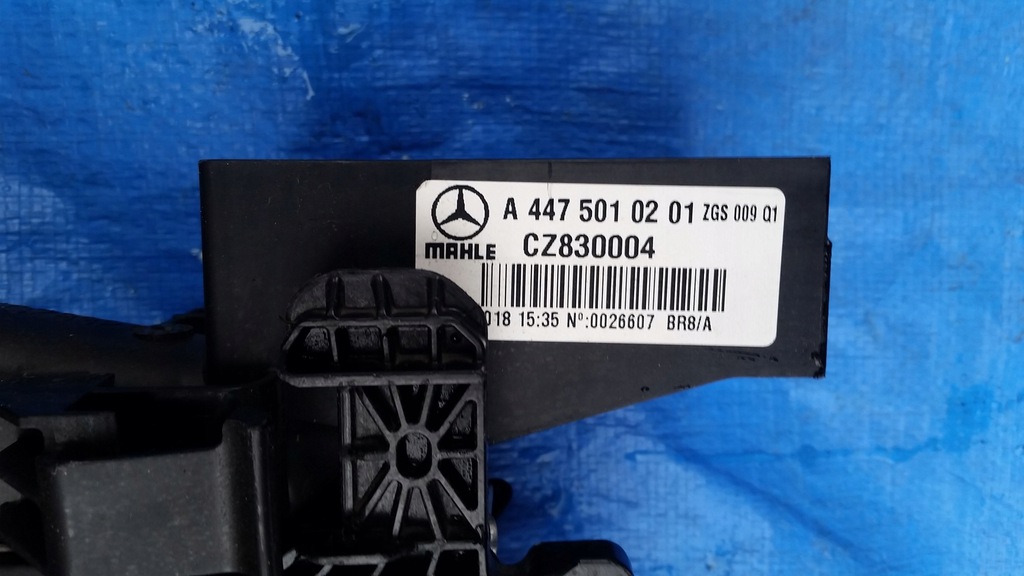 A 447 501 02 01 ZGS 009 Q1
MAHLE CZ830004
018 15:35 Nº:0026607 BR8/A